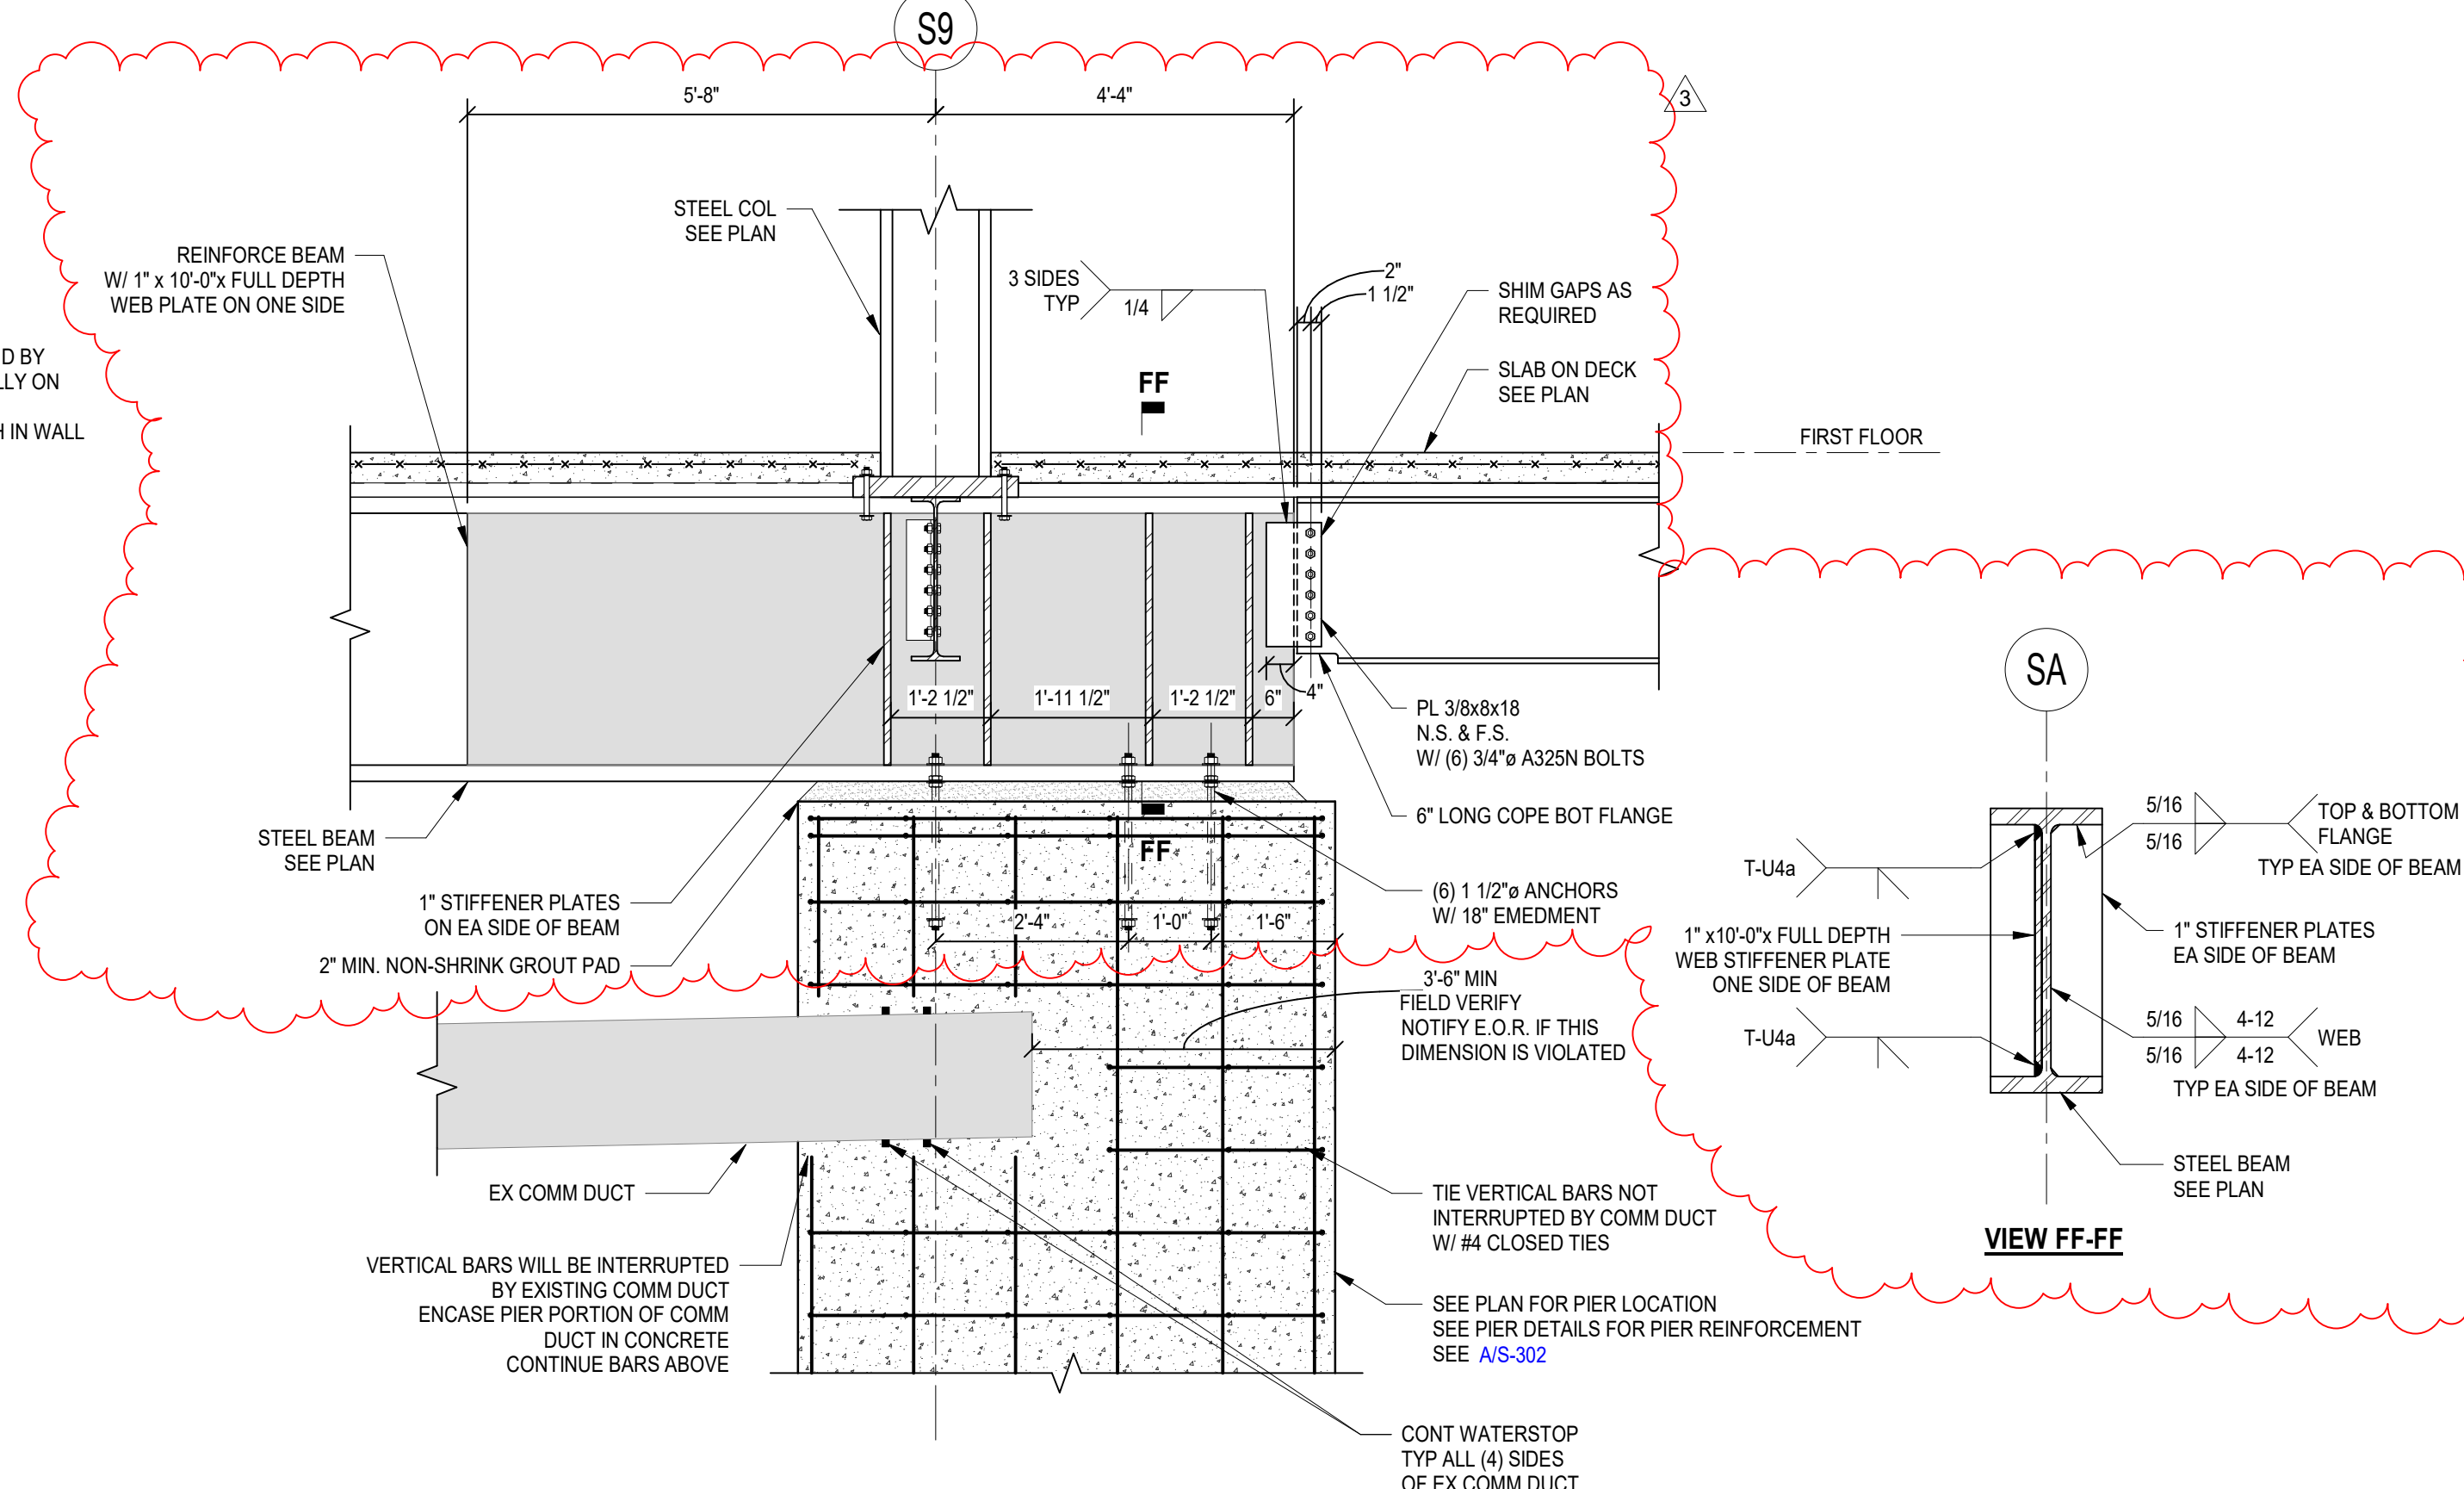 S9
5'-8"
4'-4"
3
STEEL COL
SEE PLAN
REINFORCE BEAM
W/ 1" x 10'-0"x FULL DEPTH
WEB PLATE ON ONE SIDE
3 SIDES
TYP
1/4
2"
1 1/2"
SHIM GAPS AS
REQUIRED
SLAB ON DECK
SEE PLAN
D BY
LLY ON
H IN WALL
FF
FIRST FLOOR
1'-2 1/2"
1'-11 1/2"
1'-2 1/2"
6"
4"
PL 3/8x8x18
N.S. & F.S.
W/ (6) 3/4"ø A325N BOLTS
6" LONG COPE BOT FLANGE
STEEL BEAM
SEE PLAN
FF
1" STIFFENER PLATES
ON EA SIDE OF BEAM
(6) 1 1/2"ø ANCHORS
W/ 18" EMEDMENT
2'-4"
1'-0"
1'-6"
2" MIN. NON-SHRINK GROUT PAD
3'-6" MIN
FIELD VERIFY
NOTIFY E.O.R. IF THIS
DIMENSION IS VIOLATED
EX COMM DUCT
TIE VERTICAL BARS NOT
INTERRUPTED BY COMM DUCT
W/ #4 CLOSED TIES
VERTICAL BARS WILL BE INTERRUPTED
BY EXISTING COMM DUCT
ENCASE PIER PORTION OF COMM
DUCT IN CONCRETE
CONTINUE BARS ABOVE
SEE PLAN FOR PIER LOCATION
SEE PIER DETAILS FOR PIER REINFORCEMENT
SEE A/S-302
CONT WATERSTOP
TYP ALL (4) SIDES
OF EX COMM DUCT
SA
5/16
5/16
TOP & BOTTOM
FLANGE
TYP EA SIDE OF BEAM
T-U4a
1" STIFFENER PLATES
EA SIDE OF BEAM
1" x10'-0"x FULL DEPTH
WEB STIFFENER PLATE
ONE SIDE OF BEAM
T-U4a
5/16 4-12
5/16 4-12
WEB
TYP EA SIDE OF BEAM
STEEL BEAM
SEE PLAN
VIEW FF-FF